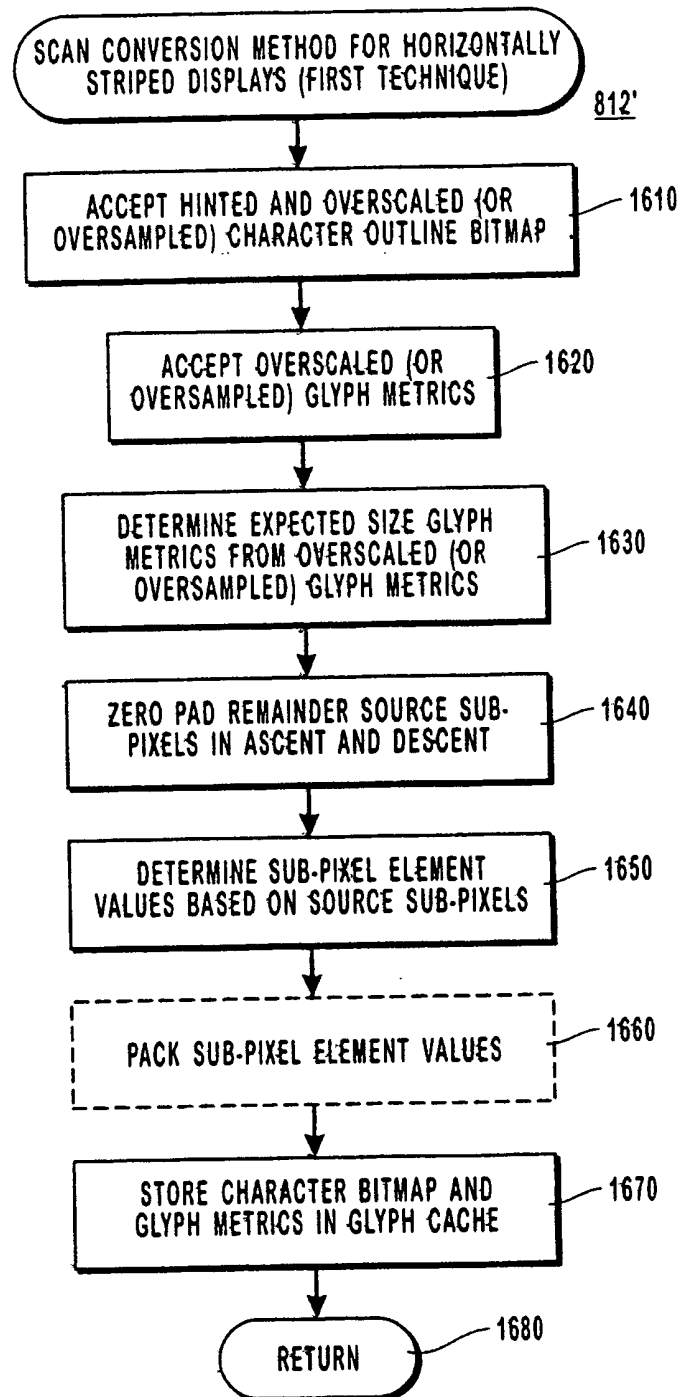 SCAN CONVERSION METHOD FOR HORIZONTALLY
STRIPED DISPLAYS (FIRST TECHNIQUE)
812'
ACCEPT HINTED AND OVERSCALED (OR
OVERSAMPLED) CHARACTER OUTLINE BITMAP
1610
ACCEPT OVERSCALED (OR
OVERSAMPLED) GLYPH METRICS
1620
DETERMINE EXPECTED SIZE GLYPH
METRICS FROM OVERSCALED (OR
OVERSAMPLED) GLYPH METRICS
1630
ZERO PAD REMAINDER SOURCE SUB-
PIXELS IN ASCENT AND DESCENT
1640
DETERMINE SUB-PIXEL ELEMENT
VALUES BASED ON SOURCE SUB-PIXELS
1650
PACK SUB-PIXEL ELEMENT VALUES
1660
STORE CHARACTER BITMAP AND
GLYPH METRICS IN GLYPH CACHE
1670
RETURN
1680